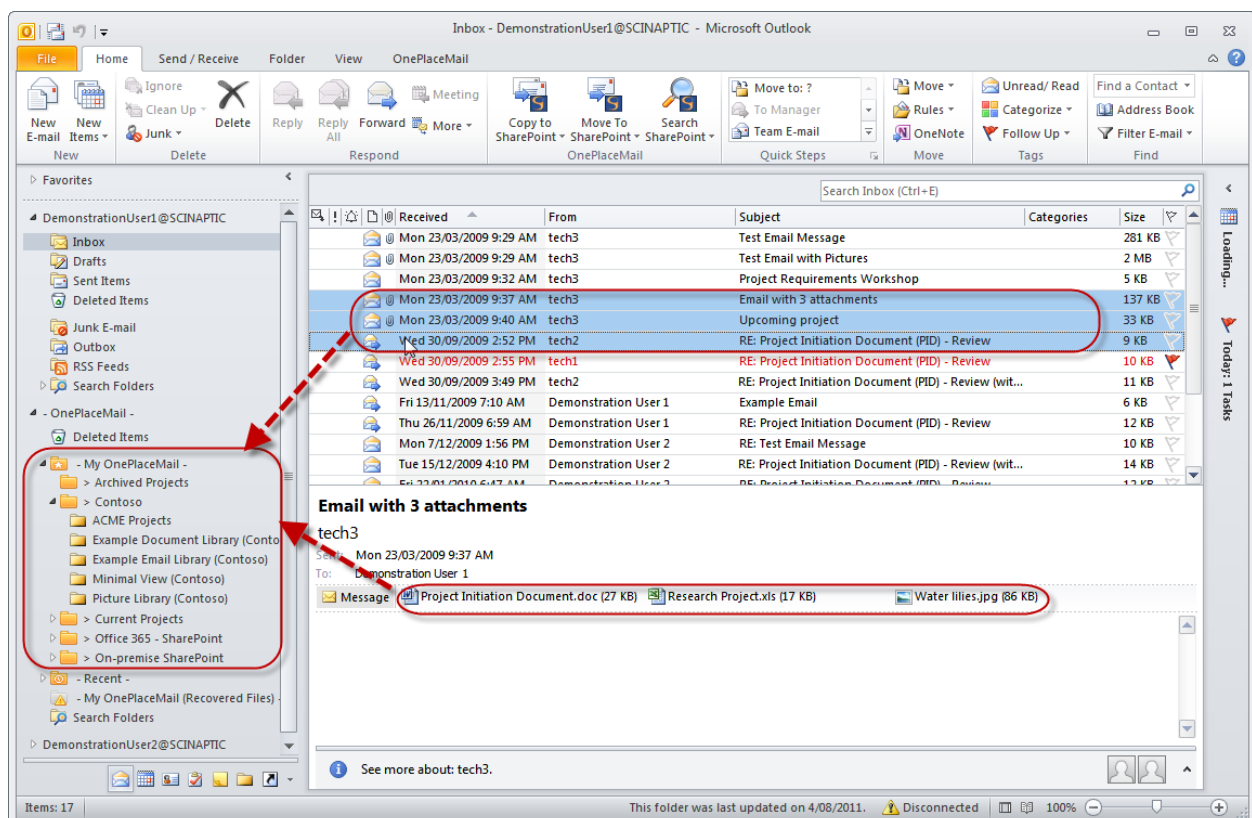 Inbox - DemonstrationUser1@SCINAPTIC - Microsoft Outlook
File Home Send / Receive Folder View OnePlaceMail
New E-mail
New Items
New
Ignore
Clean Up
Junk
Delete
Delete
Reply
Reply All
Forward
Meeting
More
Respond
Copy to SharePoint
Move To SharePoint
Search SharePoint
OnePlaceMail
Move to: ?
To Manager
Team E-mail
Quick Steps
Move
Rules
OneNote
Move
Unread/ Read
Categorize
Follow Up
Tags
Find a Contact
Address Book
Filter E-mail
Find
Favorites
DemonstrationUser1@SCINAPTIC
Inbox
Drafts
Sent Items
Deleted Items
Junk E-mail
Outbox
RSS Feeds
Search Folders
- OnePlaceMail -
Deleted Items
- My OnePlaceMail -
> Archived Projects
> Contoso
ACME Projects
Example Document Library (Conto
Example Email Library (Contoso)
Minimal View (Contoso)
Picture Library (Contoso)
> Current Projects
> Office 365 - SharePoint
> On-premise SharePoint
- Recent -
- My OnePlaceMail (Recovered Files) -
Search Folders
DemonstrationUser2@SCINAPTIC
Search Inbox (Ctrl+E)
Received From Subject Categories Size
Mon 23/03/2009 9:29 AM tech3 Test Email Message 281 KB
Mon 23/03/2009 9:29 AM tech3 Test Email with Pictures 2 MB
Mon 23/03/2009 9:32 AM tech3 Project Requirements Workshop 5 KB
Mon 23/03/2009 9:37 AM tech3 Email with 3 attachments 137 KB
Mon 23/03/2009 9:40 AM tech3 Upcoming project 33 KB
Wed 30/09/2009 2:52 PM tech2 RE: Project Initiation Document (PID) - Review 9 KB
Wed 30/09/2009 2:55 PM tech1 RE: Project Initiation Document (PID) - Review 10 KB
Wed 30/09/2009 3:49 PM tech2 RE: Project Initiation Document (PID) - Review (wit... 11 KB
Fri 13/11/2009 7:10 AM Demonstration User 1 Example Email 6 KB
Thu 26/11/2009 6:59 AM Demonstration User 1 RE: Project Initiation Document (PID) - Review 12 KB
Mon 7/12/2009 1:56 PM Demonstration User 2 RE: Test Email Message 10 KB
Tue 15/12/2009 4:10 PM Demonstration User 2 RE: Project Initiation Document (PID) - Review (wit... 14 KB
Fri 22/01/2010 6:47 AM Demonstration User 2 RE: Project Initiation Document (PID) - Review 12 KB
Email with 3 attachments
tech3
Sent: Mon 23/03/2009 9:37 AM
To: Demonstration User 1
Message Project Initiation Document.doc (27 KB) Research Project.xls (17 KB) Water lilies.jpg (86 KB)
See more about: tech3.
Loading...
Today: 1 Tasks
Items: 17 This folder was last updated on 4/08/2011. Disconnected 100%